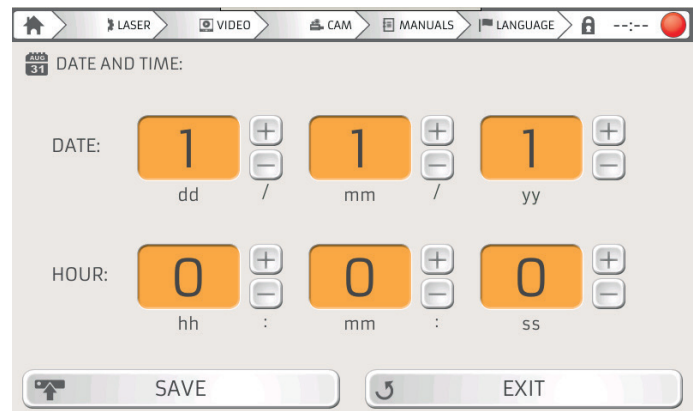 LASER VIDEO CAM MANUALS LANGUAGE --:--
AUG
31 DATE AND TIME:
DATE: 1 + - 1 + - 1 + -
dd / mm / yy
HOUR: 0 + - 0 + - 0 + -
hh : mm : ss
SAVE EXIT